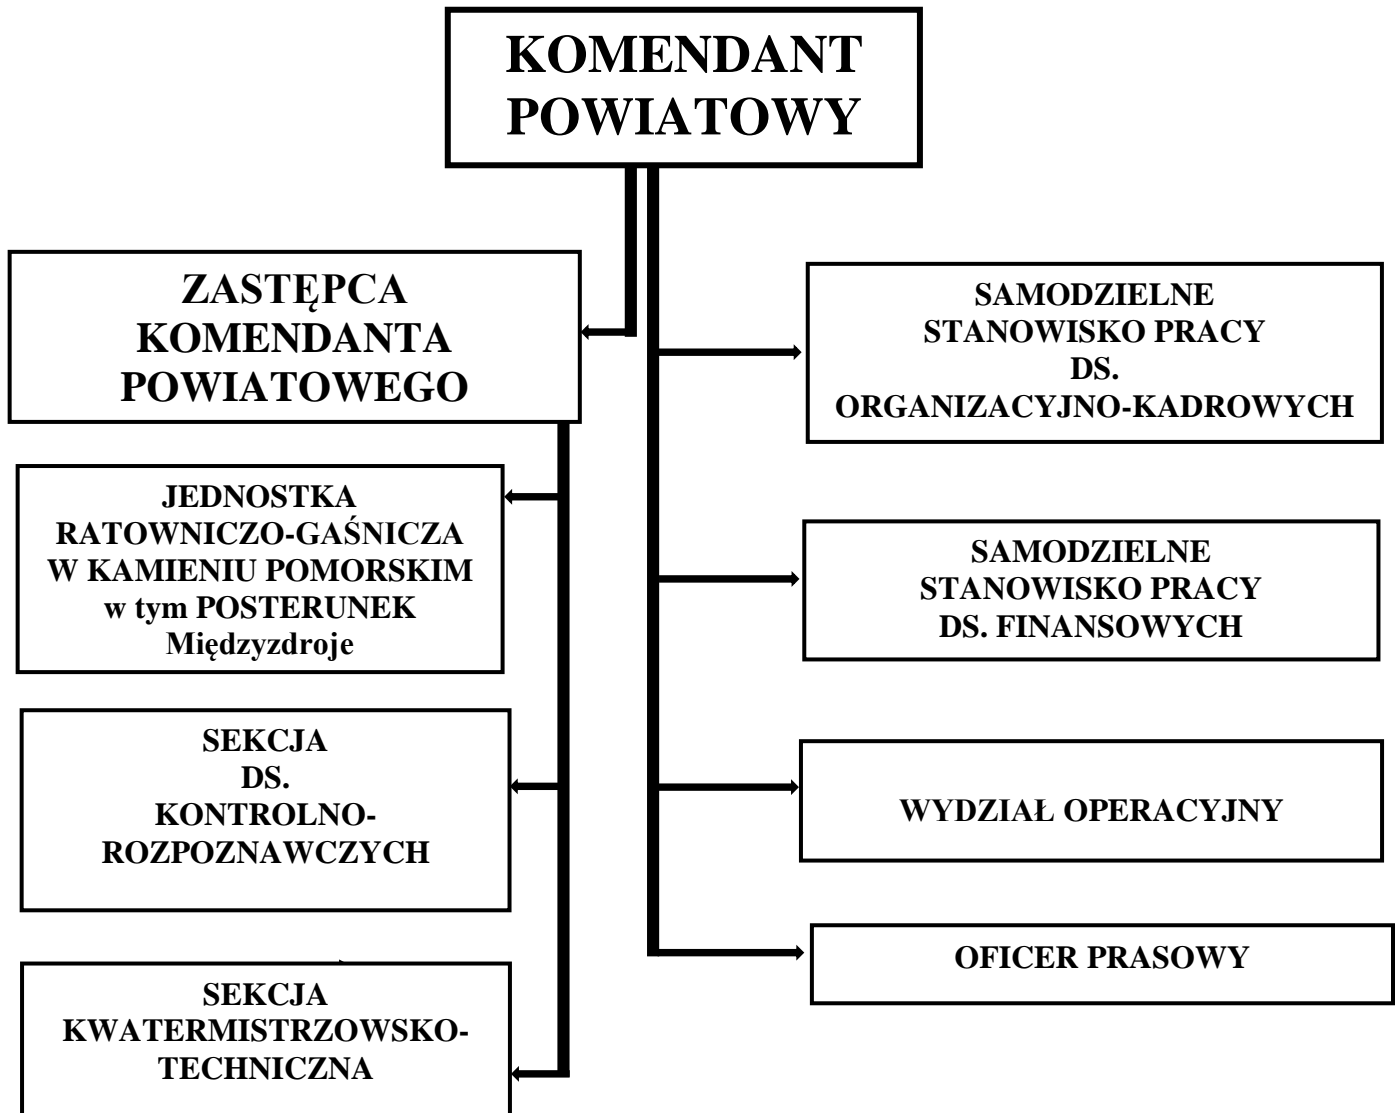 KOMENDANT
POWIATOWY
ZASTĘPCA
KOMENDANTA
POWIATOWEGO
JEDNOSTKA
RATOWNICZO-GAŚNICZA
W KAMIENIU POMORSKIM
w tym POSTERUNEK
Międzyzdroje
SEKCJA
DS.
KONTROLNO-
ROZPOZNAWCZYCH
SEKCJA
KWATERMISTRZOWSKO-
TECHNICZNA
SAMODZIELNE
STANOWISKO PRACY
DS.
ORGANIZACYJNO-KADROWYCH
SAMODZIELNE
STANOWISKO PRACY
DS. FINANSOWYCH
WYDZIAŁ OPERACYJNY
OFICER PRASOWY